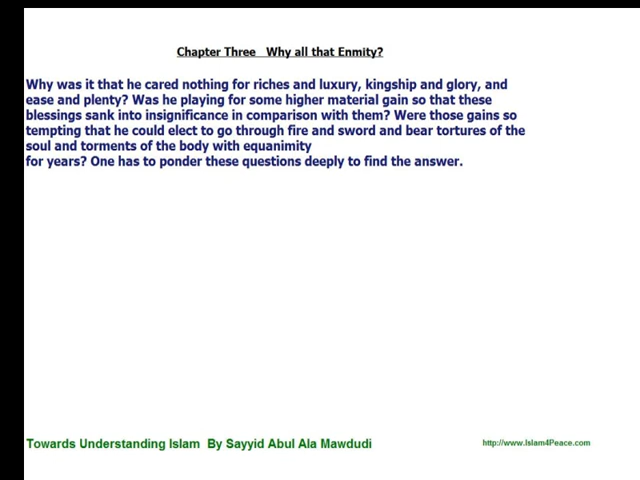 Chapter Three   Why all that Enmity?
Why was it that he cared nothing for riches and luxury, kingship and glory, and
ease and plenty? Was he playing for some higher material gain so that these
blessings sank into insignificance in comparison with them? Were those gains so
tempting that he could elect to go through fire and sword and bear tortures of the
soul and torments of the body with equanimity
for years? One has to ponder these questions deeply to find the answer.
Towards Understanding Islam  By Sayyid Abul Ala Mawdudi
http://www.Islam4Peace.com